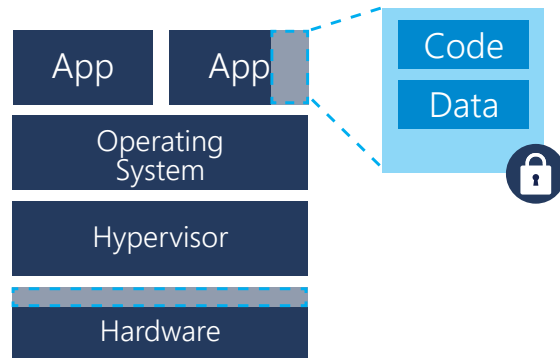 App
App
Code
Data
Operating
System
Hypervisor
Hardware